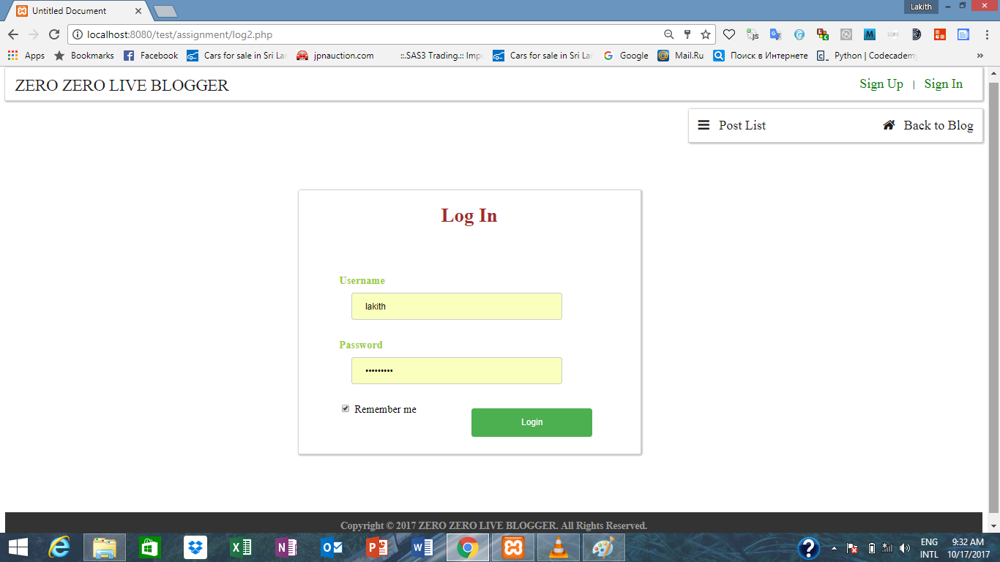 Untitled Document
Lakith
localhost:8080/test/assignment/log2.php
Apps Bookmarks Facebook Cars for sale in Sri La jpnauction.com ::.SAS3 Trading.:: Imp Cars for sale in Sri La Google Mail.Ru Поиск в Интернете Python | Codecademy »
ZERO ZERO LIVE BLOGGER
Sign Up | Sign In
Post List Back to Blog
Log In
Username
lakith
Password
•••••••••
Remember me
Login
Copyright © 2017 ZERO ZERO LIVE BLOGGER. All Rights Reserved.
ENG 9:32 AM
INTL 10/17/2017